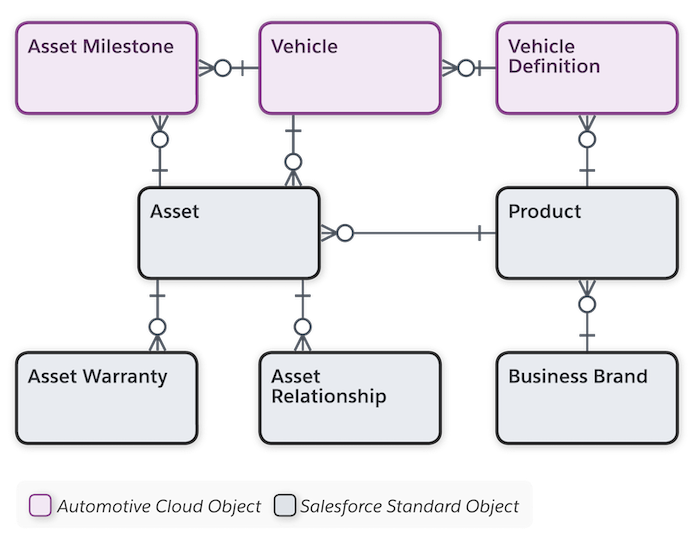 Asset Milestone
Vehicle
Vehicle
Definition
Asset
Product
Asset Warranty
Asset
Relationship
Business Brand
Automotive Cloud Object
Salesforce Standard Object